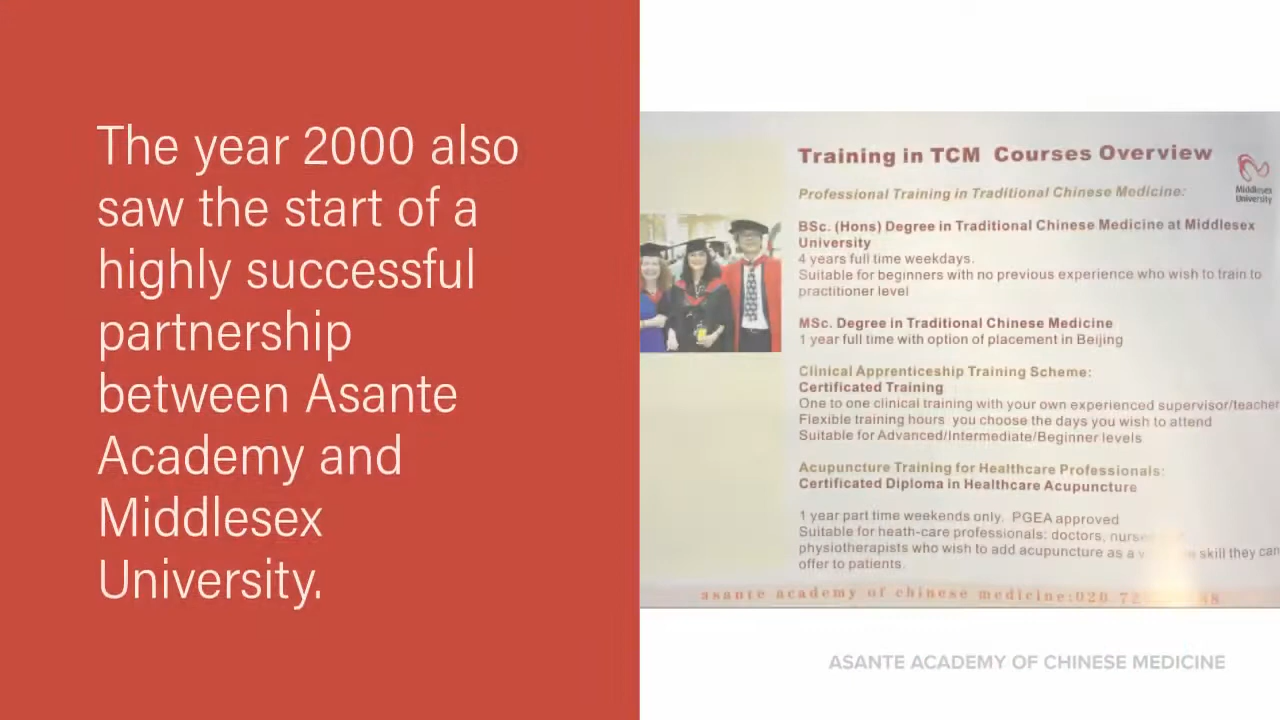 The year 2000 also
saw the start of a
highly successful
partnership
between Asante
Academy and
Middlesex
University.
Training in TCM Courses Overview
Middlesex
University
Professional Training in Traditional Chinese Medicine:
BSc. (Hons) Degree in Traditional Chinese Medicine at Middlesex
University
4 years full time weekdays.
Suitable for beginners with no previous experience who wish to train to
practitioner level
MSc. Degree in Traditional Chinese Medicine
1 year full time with option of placement in Beijing
Clinical Apprenticeship Training Scheme:
Certificated Training
One to one clinical training with your own experienced supervisor/teacher
Flexible training hours you choose the days you wish to attend
Suitable for Advanced/Intermediate/Beginner levels
Acupuncture Training for Healthcare Professionals:
Certificated Diploma in Healthcare Acupuncture
1 year part time weekends only. PGEA approved
Suitable for heath-care professionals: doctors,
physiotherapists who wish to add acupuncture as a skill they can
offer to patients.
asante academy of chinese medicine:020
ASANTE ACADEMY OF CHINESE MEDICINE